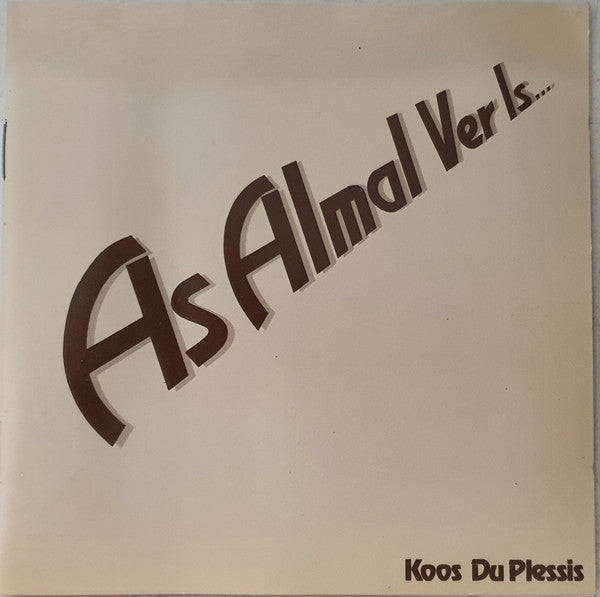 As Almal Ver Is...
Koos Du Plessis